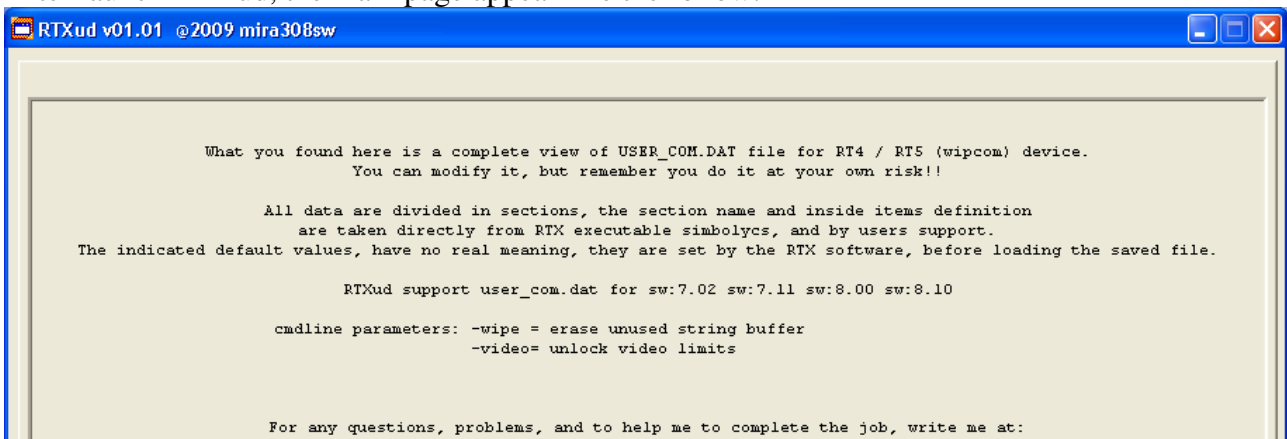 RTXud v01.01 @2009 mira308sw
What you found here is a complete view of USER_COM.DAT file for RT4 / RT5 (wipcom) device.
You can modify it, but remember you do it at your own risk!!
All data are divided in sections, the section name and inside items definition
are taken directly from RTX executable simbolycs, and by users support.
The indicated default values, have no real meaning, they are set by the RTX software, before loading the saved file.
RTXud support user_com.dat for sw:7.02 sw:7.11 sw:8.00 sw:8.10
cmdline parameters: -wipe = erase unused string buffer
-video= unlock video limits
For any questions, problems, and to help me to complete the job, write me at: